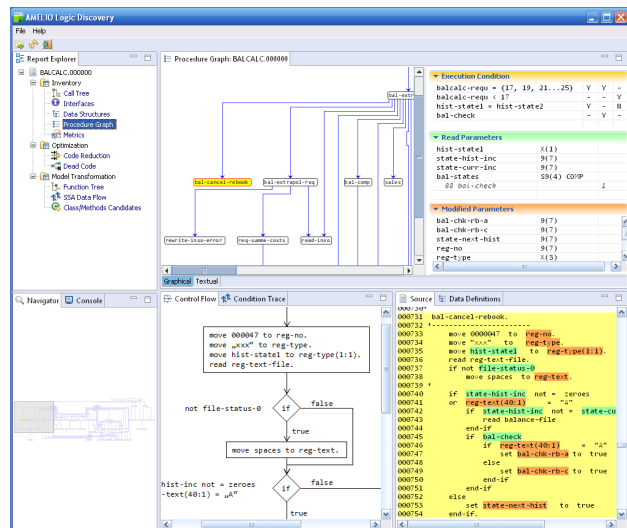 AMELIO Logic Discovery
File Help
Report Explorer
BALCALC.000000
Inventory
Call Tree
Interfaces
Data Structures
Procedure Graph
Metrics
Optimization
Code Reduction
Dead Code
Model Transformation
Function Tree
SSA Data Flow
Class/Methods Candidates
Procedure Graph: BALCALC.000000
bal-extr
bal-cancel-rebook
bal-extrapol-req
bal-comp
sales
rewrite-inso-error
req-summe-costs
read-inso
Graphical Textual
Execution Condition
balcalc-requ = {17, 19, 21...25} Y Y -
balcalc-requ < 17 - - Y
hist-state1 = hist-state2 Y - N
bal-check - Y -
Read Parameters
hist-state1 X(1)
state-hist-inc 9(7)
state-curr-inc 9(7)
bal-states S9(4) COMP
88 bal-check 1
Modified Parameters
bal-chk-rb-a 9(7)
bal-chk-rb-c 9(7)
state-next-hist 9(7)
reg-no 9(7)
reg-type X(3)
Navigator Console
Control Flow Condition Trace
move 000047 to reg-no.
move „xxx“ to reg-type.
move hist-state1 to reg-type(1:1).
read reg-text-file.
not file-status-0 if false
true
move spaces to reg-text.
hist-inc not = zeroes
-text(40:1) = „A“
if false
true
Source Data Definitions
000730*
000731 bal-cancel-rebook.
000732 *-----------------------
000733 move 0000047 to reg-no.
000734 move "xxx" to reg-type.
000735 move hist-state1 to reg-type(1:1).
000736 read reg-text-file.
000737 if not file-status-0
000738 move spaces to reg-text.
000739 *
000740 if state-hist-inc not = zeroes
000741 or reg-text(40:1) = "A"
000742 if state-hist-inc not = state-cu
000743 read balance-file
000744 end-if
000745 if bal-check
000746 if reg-text(40:1) = "A"
000747 set bal-chk-rb-a to true
000748 else
000749 set bal-chk-rb-c to true
000750 end-if
000751 end-if
000752 else
000753 set state-next-hist to true
000754 end-if.